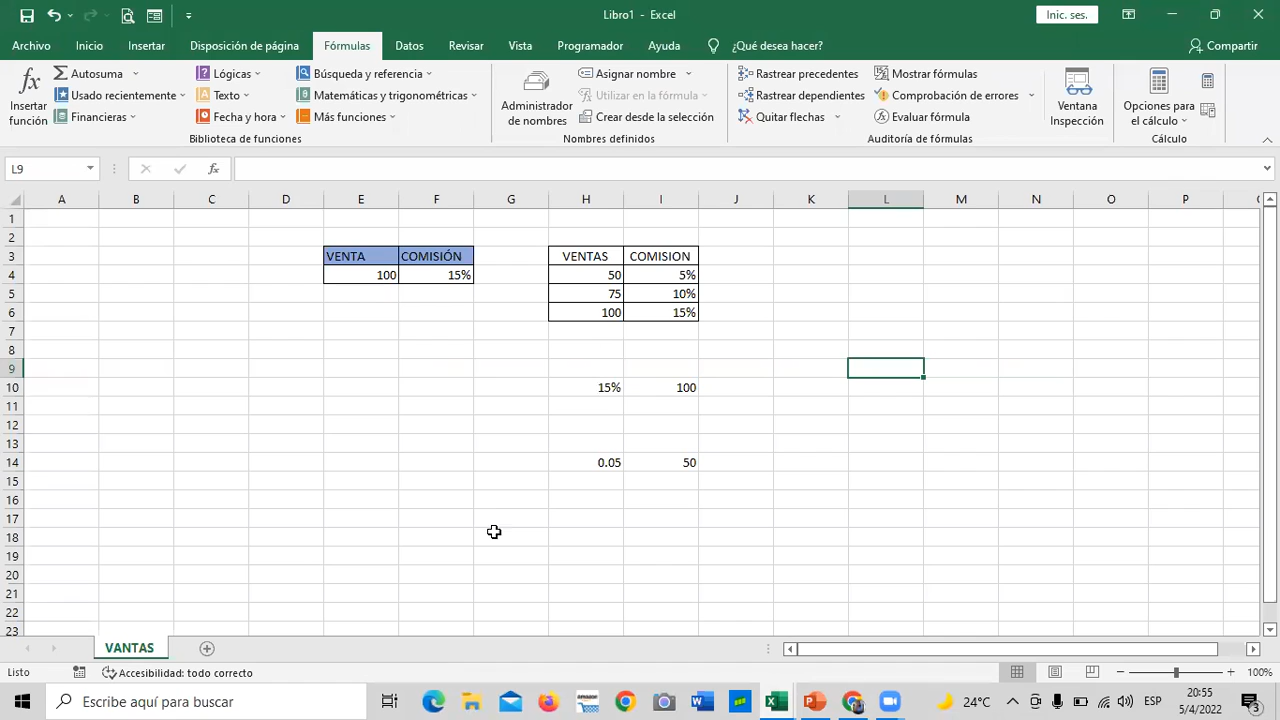 Libro1 - Excel
Inic. ses.
Archivo Inicio Insertar Disposición de página Fórmulas Datos Revisar Vista Programador Ayuda ¿Qué desea hacer? Compartir
Autosuma Lógicas Búsqueda y referencia Asignar nombre Rastrear precedentes Mostrar fórmulas
Usado recientemente Texto Matemáticas y trigonométricas Utilizar en la fórmula Rastrear dependientes Comprobación de errores
Financieras Fecha y hora Más funciones Crear desde la selección Quitar flechas Evaluar fórmula
Insertar función
Administrador de nombres
Ventana Inspección
Opciones para el cálculo
Biblioteca de funciones Nombres definidos Auditoría de fórmulas Cálculo
L9 fx
A B C D E F G H I J K L M N O P
1
2
3 VENTA COMISIÓN VENTAS COMISION
4 100 15% 50 5%
5 75 10%
6 100 15%
7
8
9
10 15% 100
11
12
13
14 0.05 50
15
16
17
18
19
20
21
22
23
VANTAS
Listo Accesibilidad: todo correcto 100%
Escribe aquí para buscar 24°C ESP 20:55
5/4/2022 3